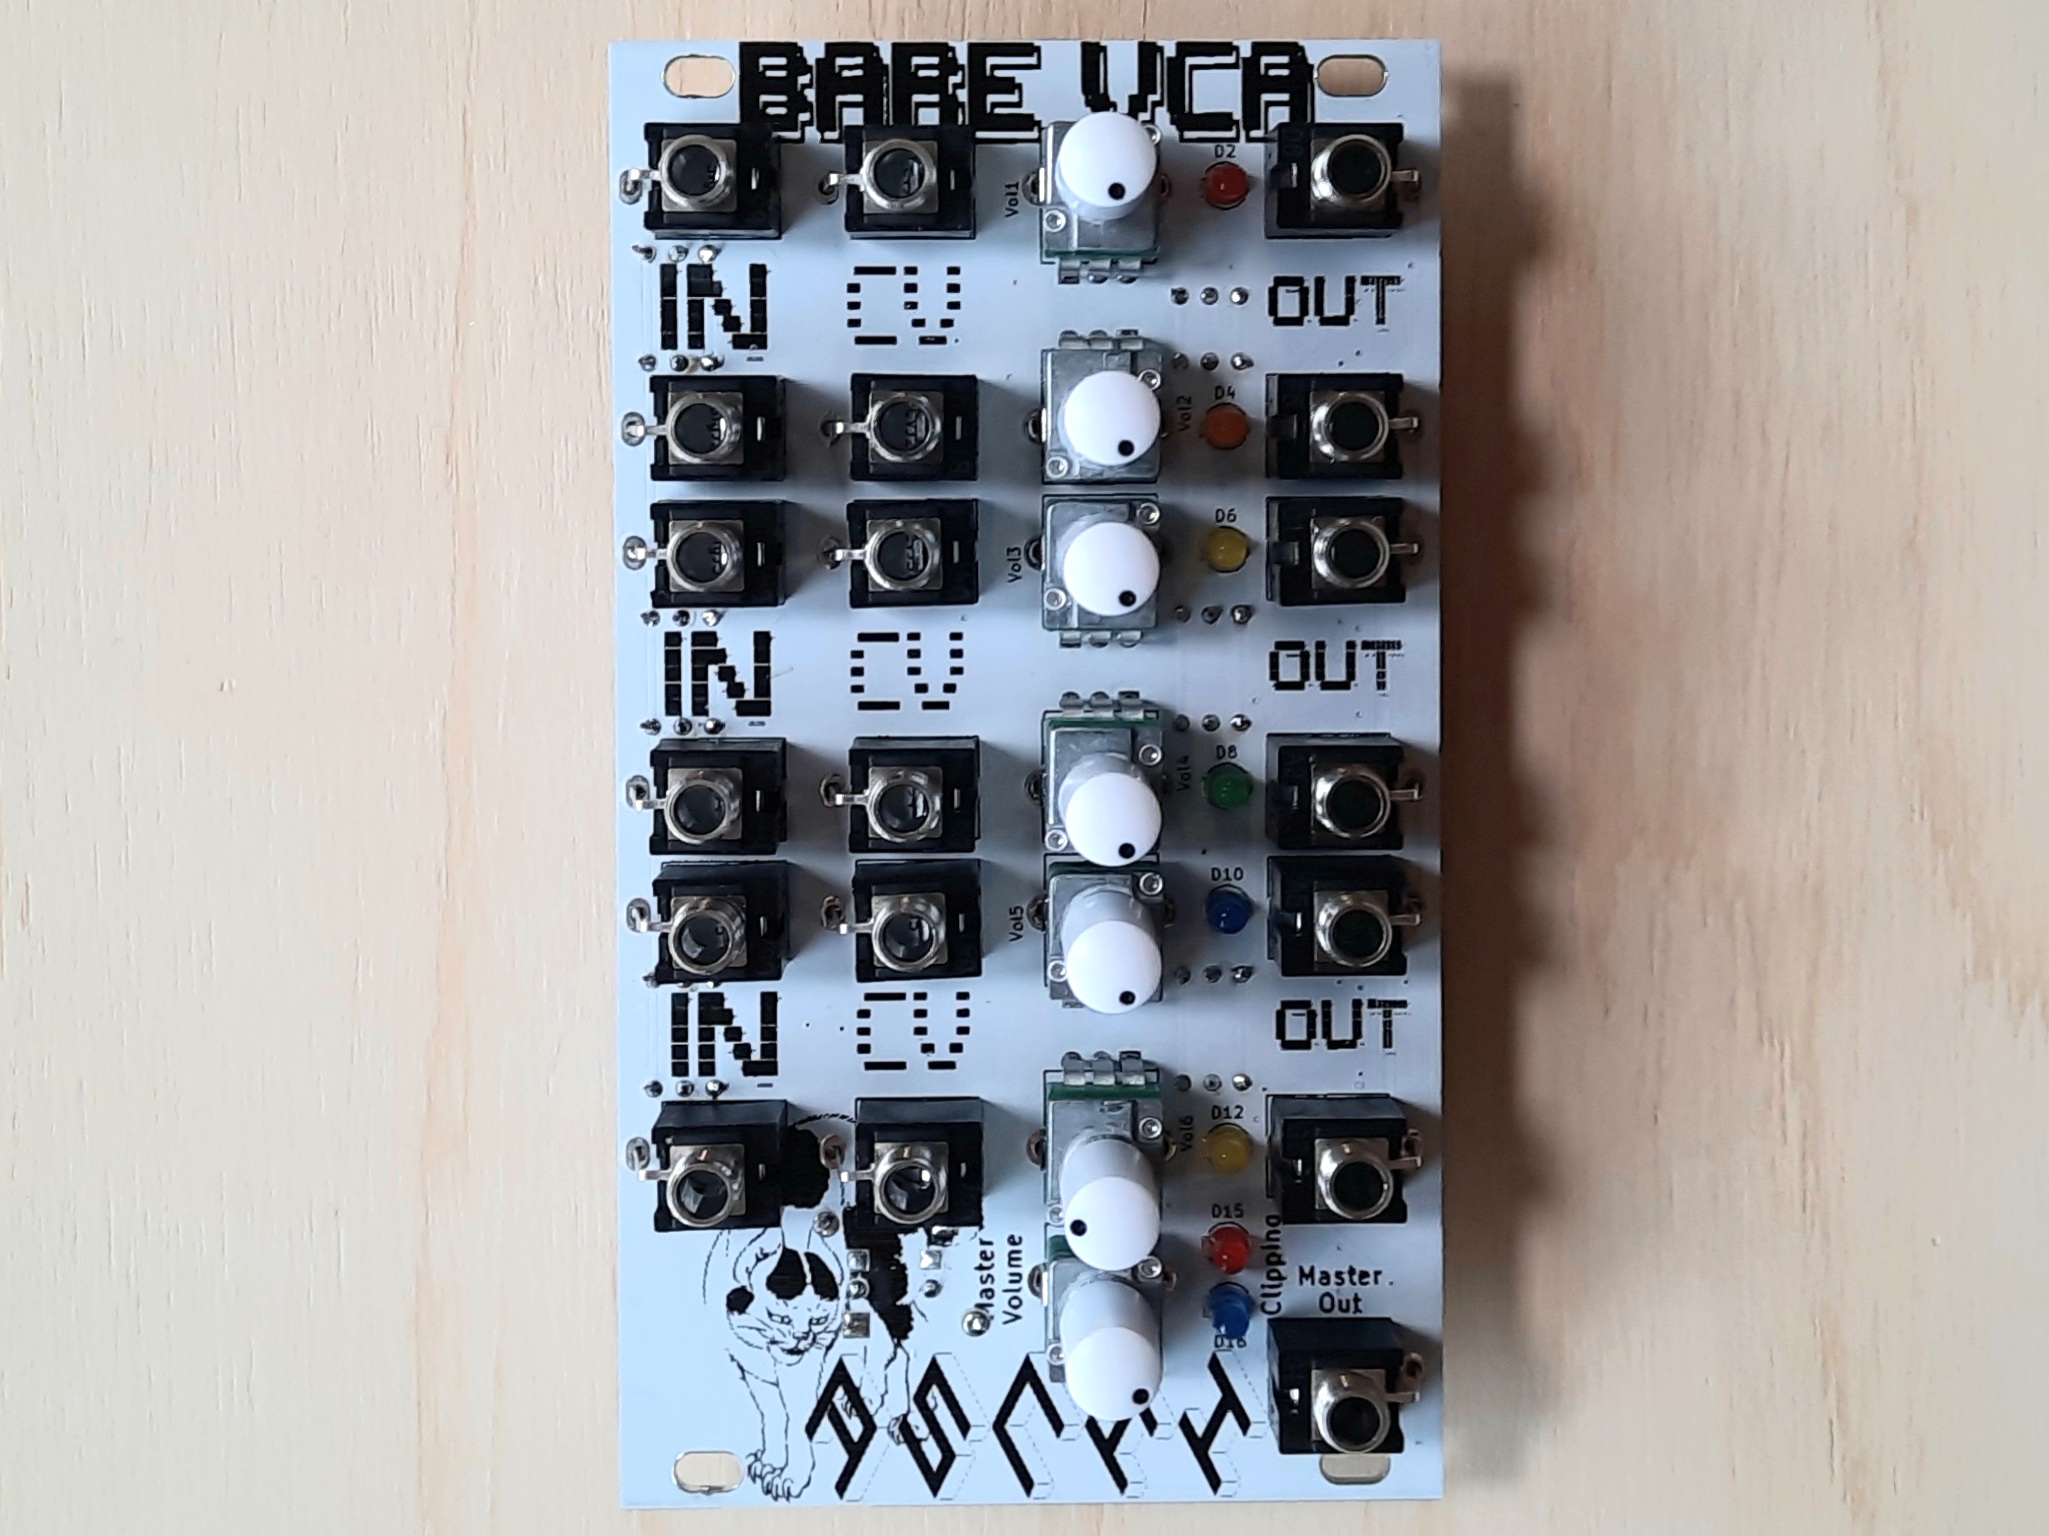 BARE VCA
D2
Vol1
IN CV OUT
D4
Vol2
D6
Vol3
IN CV OUT
D8
Vol4
D10
Vol5
IN CV OUT
D12
Vol6
D15
Clipping
Master
Volume
Master
Out
D16